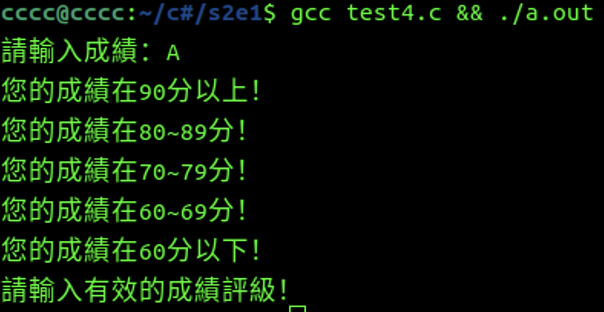 cccc@cccc:~/c#/s2e1$ gcc test4.c && ./a.out
請輸入成績: A
您的成績在90分以上!
您的成績在80~89分!
您的成績在70~79分!
您的成績在60~69分!
您的成績在60分以下!
請輸入有效的成績評級!